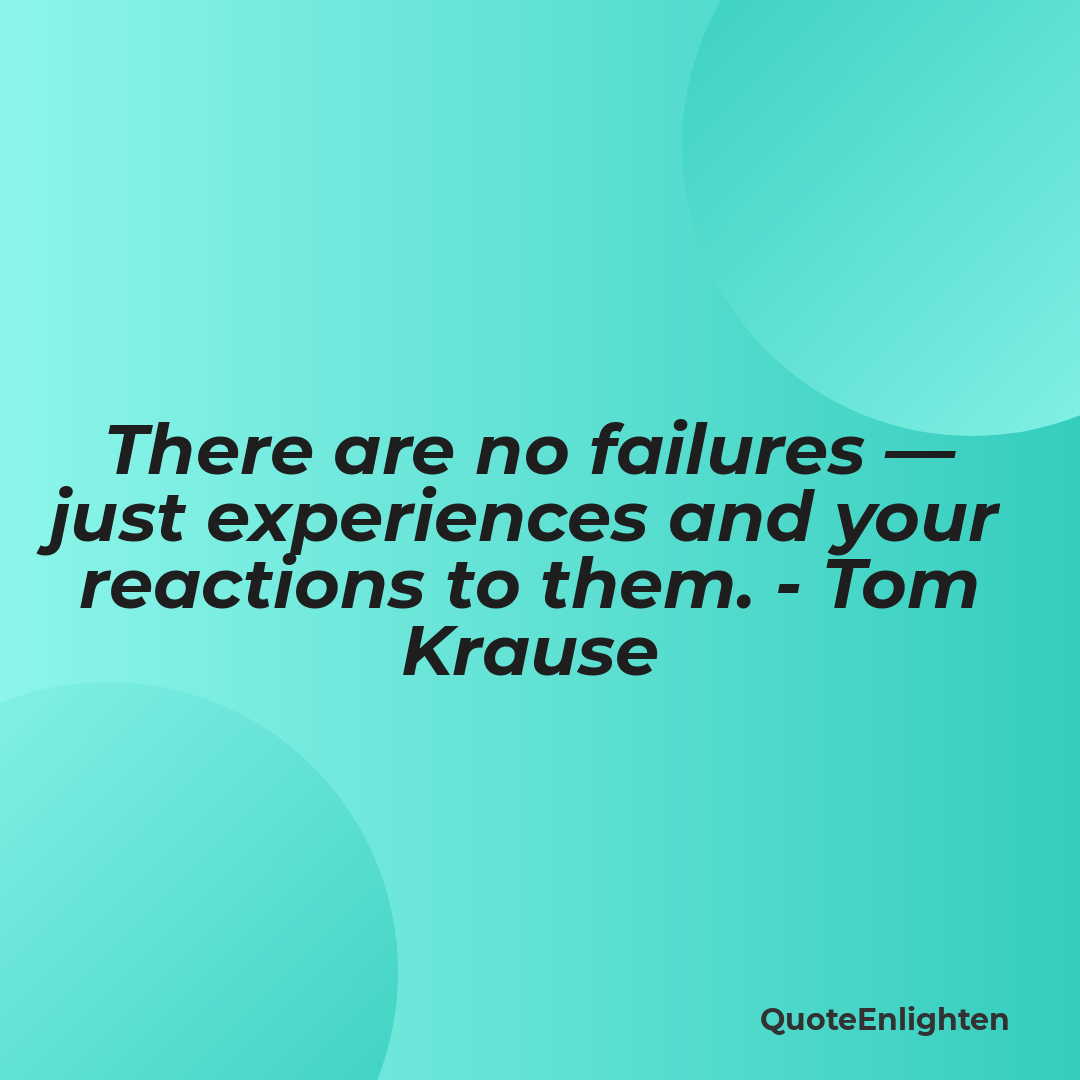 There are no failures —
just experiences and your
reactions to them. - Tom
Krause
QuoteEnlighten